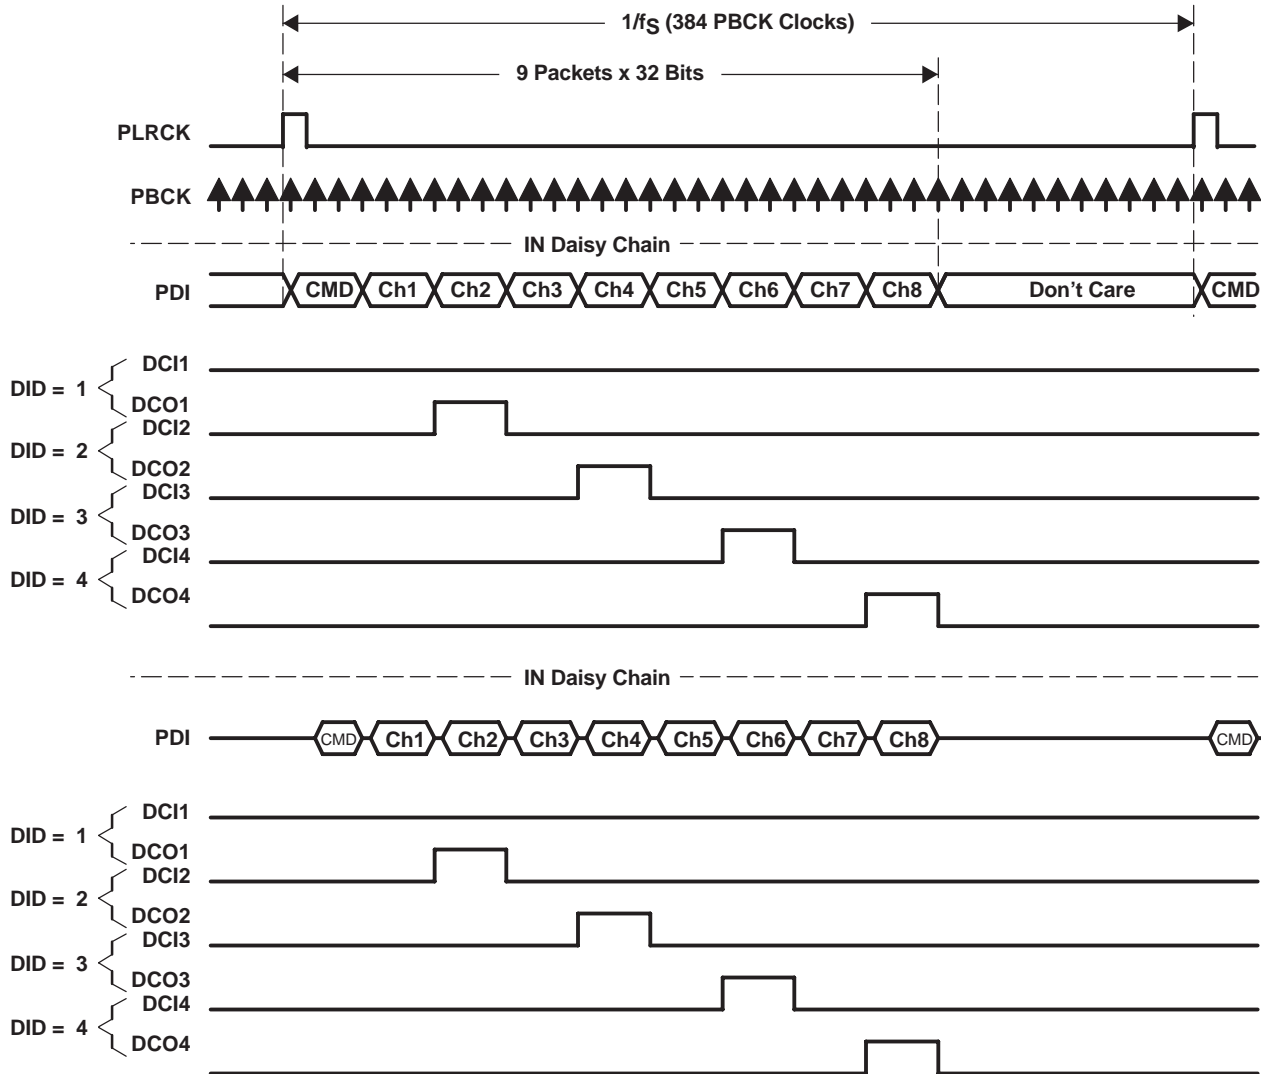 1/fS (384 PBCK Clocks)
9 Packets x 32 Bits
PLRCK
PBCK
IN Daisy Chain
PDI CMD Ch1 Ch2 Ch3 Ch4 Ch5 Ch6 Ch7 Ch8 Don't Care CMD
DCI1
DID = 1
DCO1
DCI2
DID = 2
DCO2
DCI3
DID = 3
DCO3
DCI4
DID = 4
DCO4
IN Daisy Chain
PDI CMD Ch1 Ch2 Ch3 Ch4 Ch5 Ch6 Ch7 Ch8 CMD
DCI1
DID = 1
DCO1
DCI2
DID = 2
DCO2
DCI3
DID = 3
DCO3
DCI4
DID = 4
DCO4